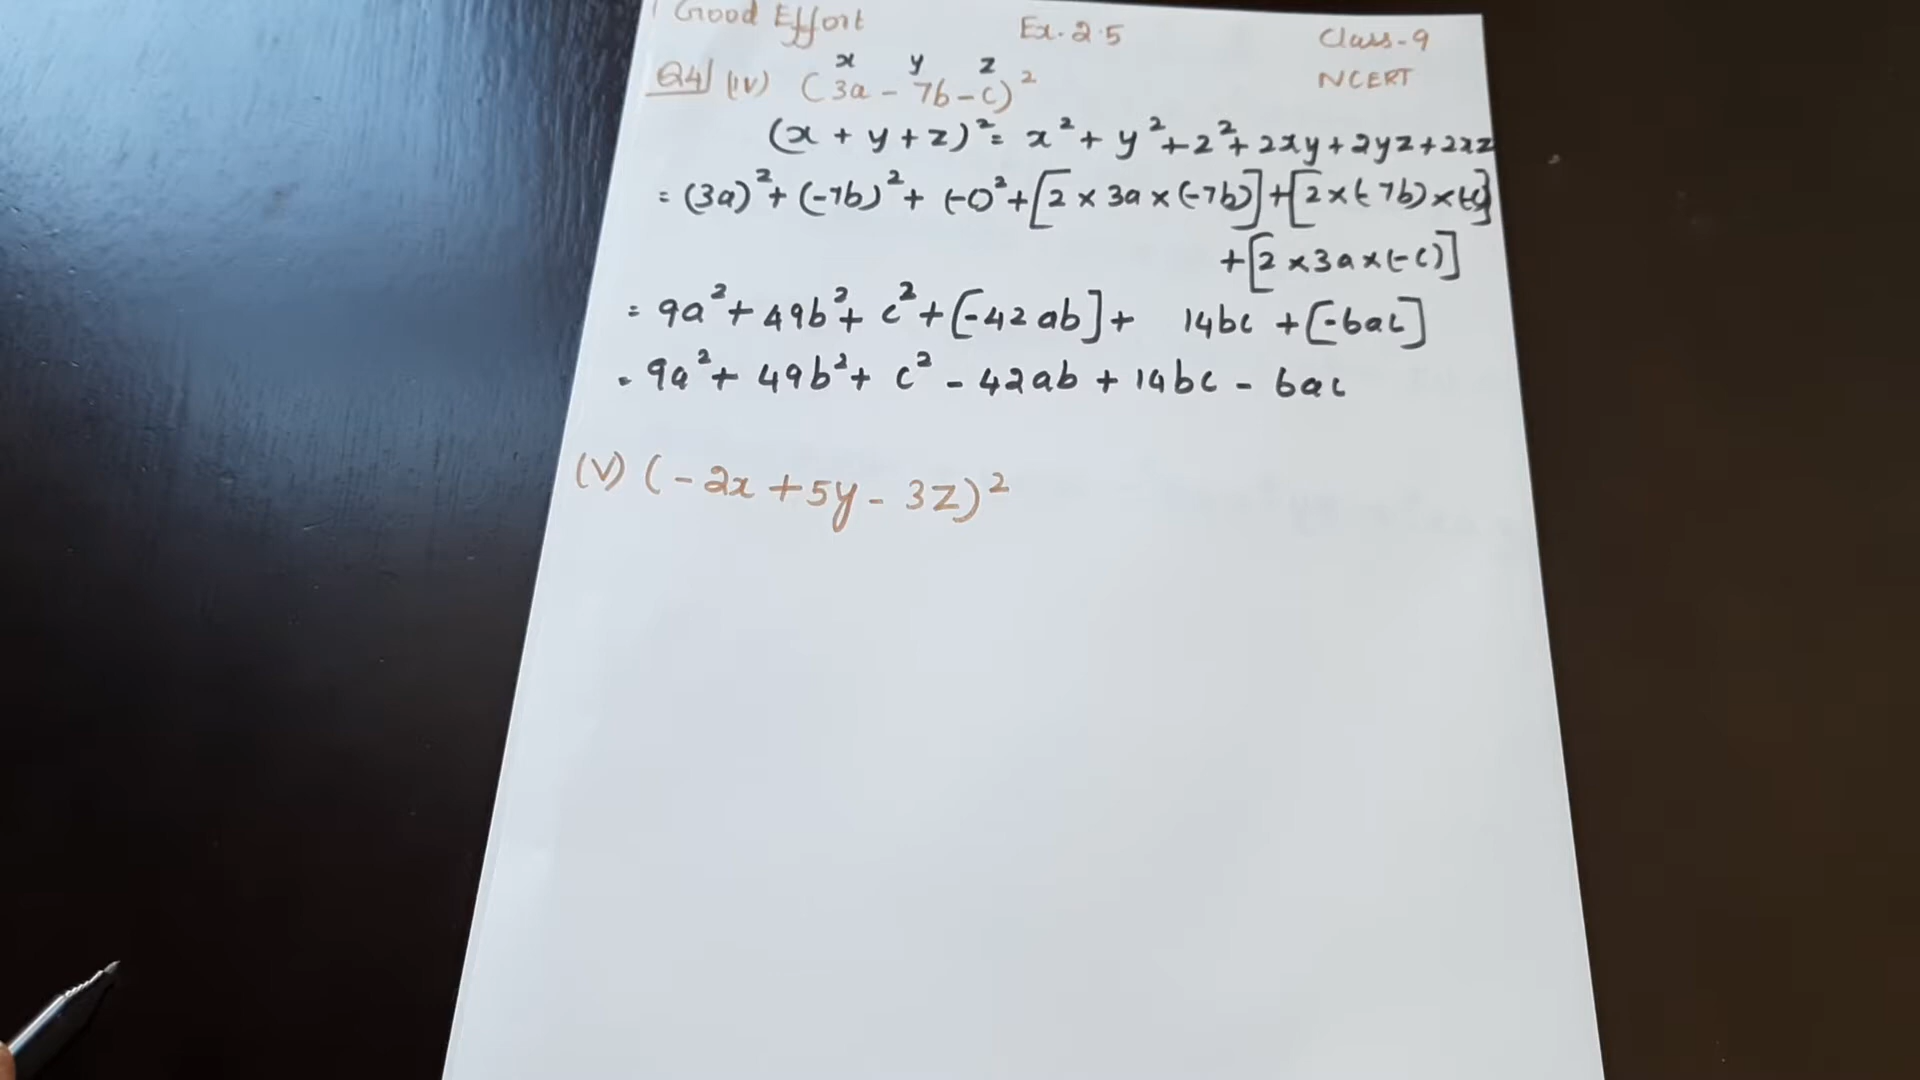 Good Effort Ex. 2.5 Class-9
NCERT
x y z
Q4 (iv) (3a - 7b - c)²
(x + y + z)² = x² + y² + z² + 2xy + 2yz + 2xz
= (3a)² + (-7b)² + (-c)² + [2 × 3a × (-7b)] + [2 × (-7b) × (-c)]
+ [2 × 3a × (-c)]
= 9a² + 49b² + c² + [-42ab] + 14bc + [-6ac]
= 9a² + 49b² + c² - 42ab + 14bc - 6ac
(V) (-2x + 5y - 3z)²